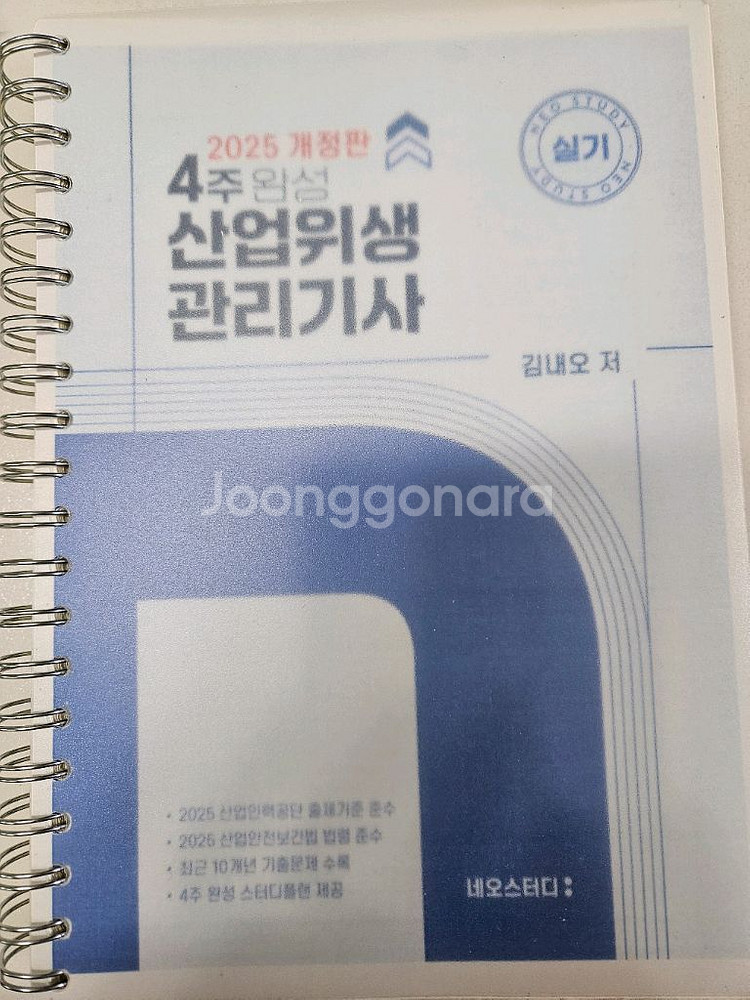 2025 개정판
4주완성
산업위생
관리기사
NEO STUDY · NEO STUDY ·
실기
김내오 저
Joonggonara
• 2025 산업인력공단 출제기준 준수
• 2025 산업안전보건법 법령 준수
• 최근 10개년 기출문제 수록
• 4주 완성 스터디플랜 제공
네오스터디: